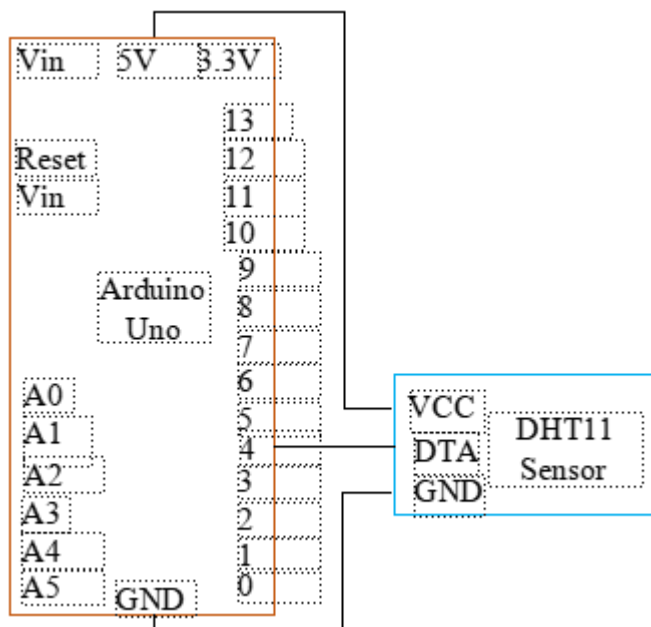 Vin 5V 3.3V
13
Reset 12
Vin 11
10
9
Arduino
Uno
8
7
6
A0
5
A1
4
A2
3
A3
2
A4
1
A5
0
GND
VCC
DTA
GND
DHT11
Sensor